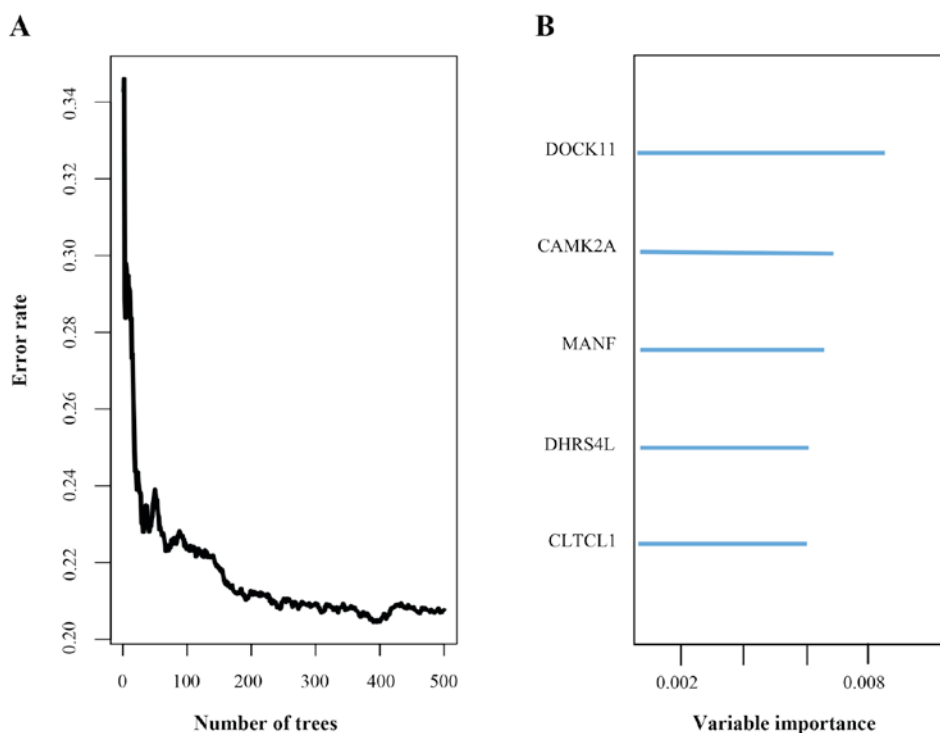 A
B
Error rate
0.34
0.32
0.30
0.28
0.26
0.24
0.22
0.20
0
100
200
300
400
500
Number of trees
DOCK11
CAMK2A
MANF
DHRS4L
CLTCL1
0.002
0.008
Variable importance